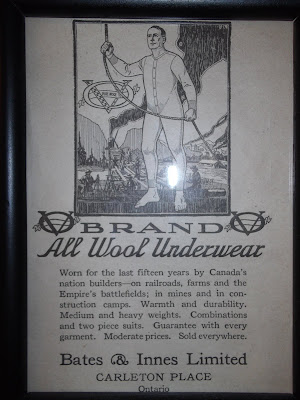 BRAND
All Wool Underwear
Worn for the last fifteen years by Canada's
nation builders—on railroads, farms and the
Empire's battlefields; in mines and in con-
struction camps. Warmth and durability.
Medium and heavy weights. Combinations
and two piece suits. Guarantee with every
garment. Moderate prices. Sold everywhere.
Bates & Innes Limited
CARLETON PLACE
Ontario